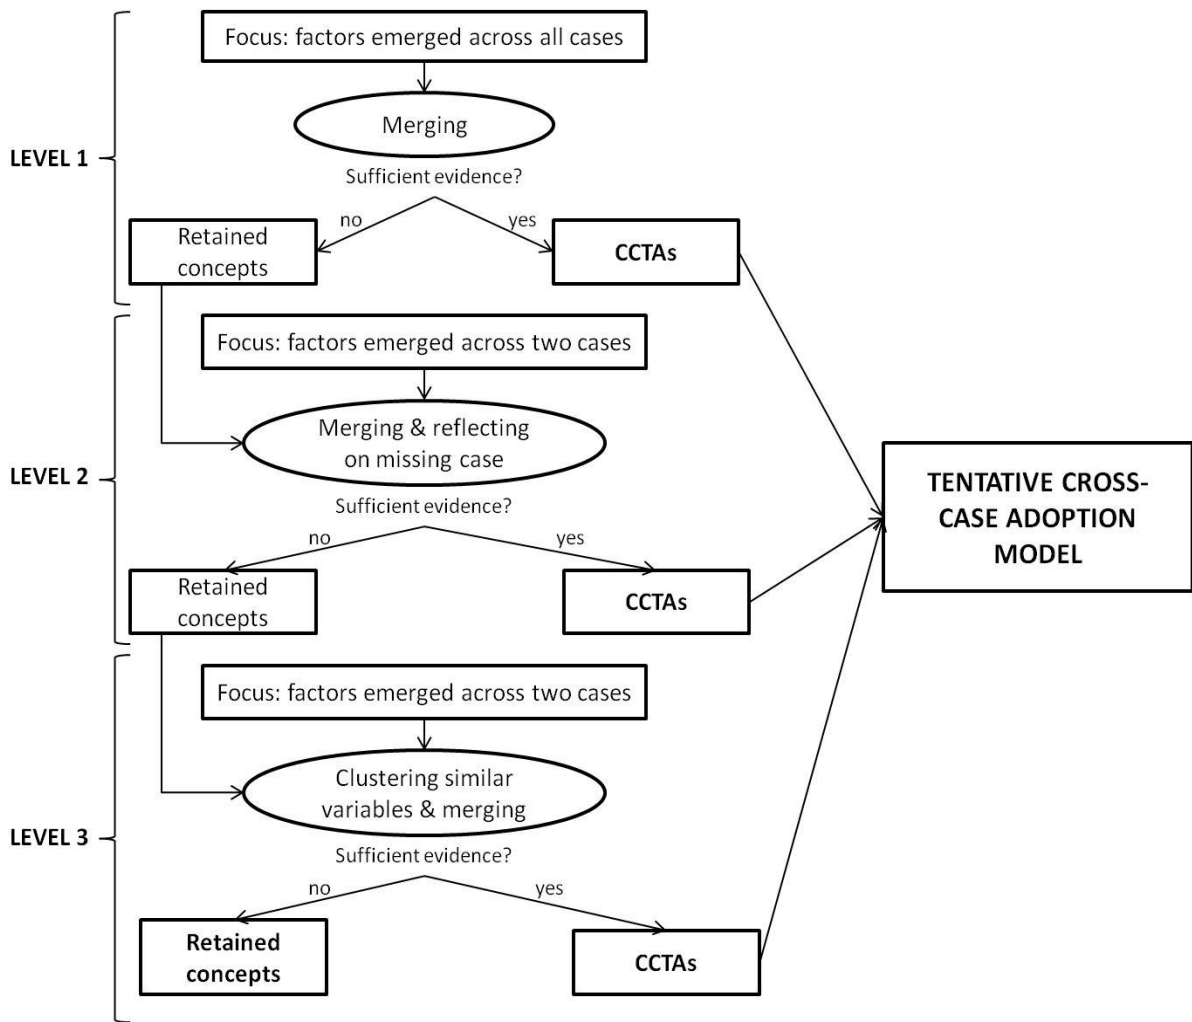 Focus: factors emerged across all cases
Merging
LEVEL 1
Sufficient evidence?
no
yes
Retained
concepts
CCTAs
Focus: factors emerged across two cases
Merging & reflecting
on missing case
LEVEL 2
Sufficient evidence?
no
yes
Retained
concepts
CCTAs
TENTATIVE CROSS-
CASE ADOPTION
MODEL
Focus: factors emerged across two cases
Clustering similar
variables & merging
LEVEL 3
Sufficient evidence?
no
yes
Retained
concepts
CCTAs